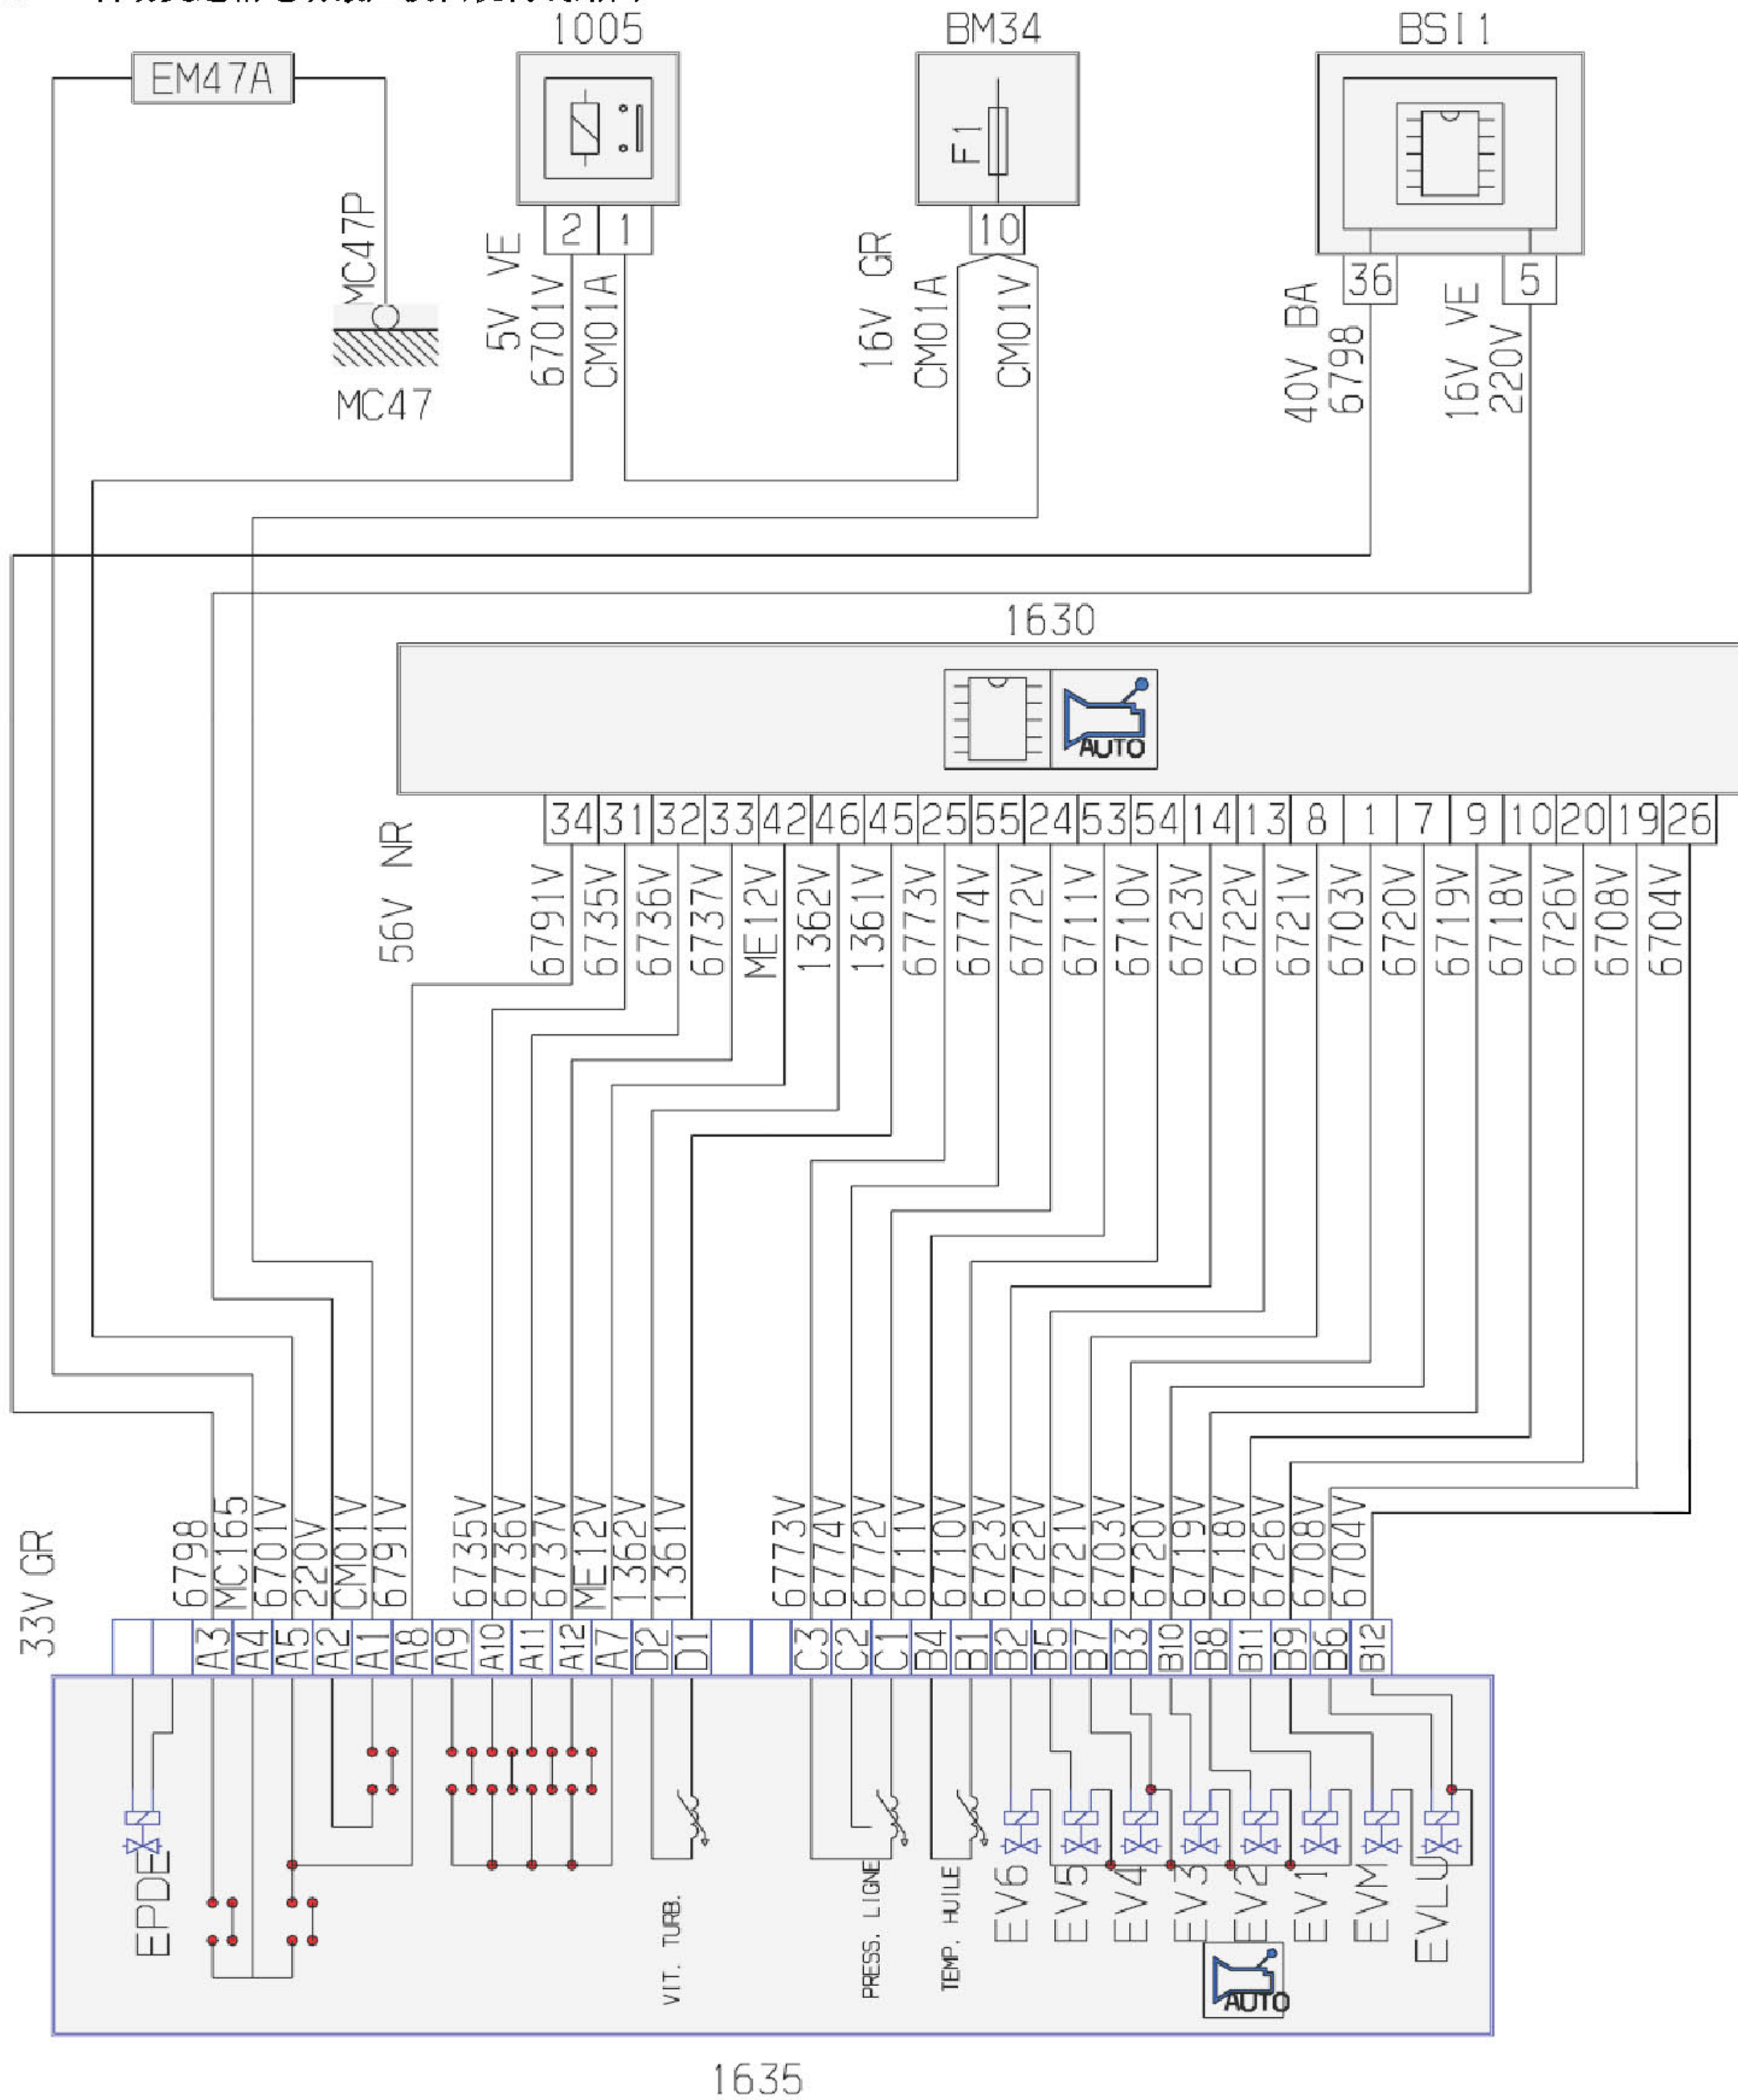 1005
BM34
BSI1
EM47A
F1
2
1
10
36
5
MC47P
MC47
5V VE
6701V
CM01A
16V GR
CM01A
CM01V
40V BA
6798
16V VE
220V
1630
AUTO
56V NR
34 31 32 33 42 46 45 25 55 24 53 54 14 13 8 1 7 9 10 20 19 26
6791V 6735V 6736V 6737V ME12V 1362V 1361V 6773V 6774V 6772V 6711V 6710V 6723V 6722V 6721V 6703V 6720V 6719V 6718V 6726V 6708V 6704V
33V GR
6798 MC165 6701V 220V CM01V 6791V 6735V 6736V 6737V ME12V 1362V 1361V 6773V 6774V 6772V 6711V 6710V 6723V 6722V 6721V 6703V 6720V 6719V 6718V 6726V 6708V 6704V
A3 A4 A5 A2 A1 A8 A9 A10 A11 A12 A7 D2 D1 C3 C2 C1 B4 B1 B2 B5 B7 B3 B10 B8 B11 B9 B6 B12
EPDE
VIT. TURB.
PRESS. LIGNE
TEMP. HUILE
EV6
EV5
EV4
EV3
EV2
EV1
EVM
EVLU
AUTO
1635